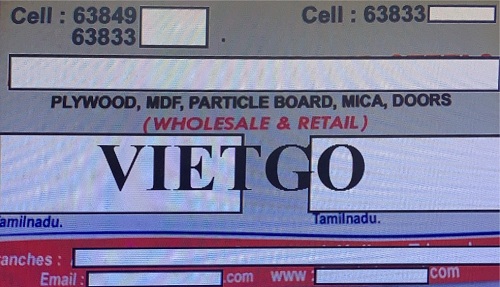 Cell : 63849
63833
Cell : 63833
PLYWOOD, MDF, PARTICLE BOARD, MICA, DOORS
(WHOLESALE & RETAIL)
VIETGO
Tamilnadu.
amilnadu.
anches :
Email : .com www : com